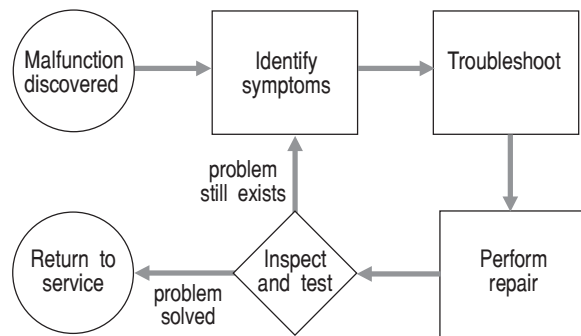 Malfunction
discovered
Identify
symptoms
Troubleshoot
problem
still exists
Return to
service
Inspect
and test
Perform
repair
problem
solved